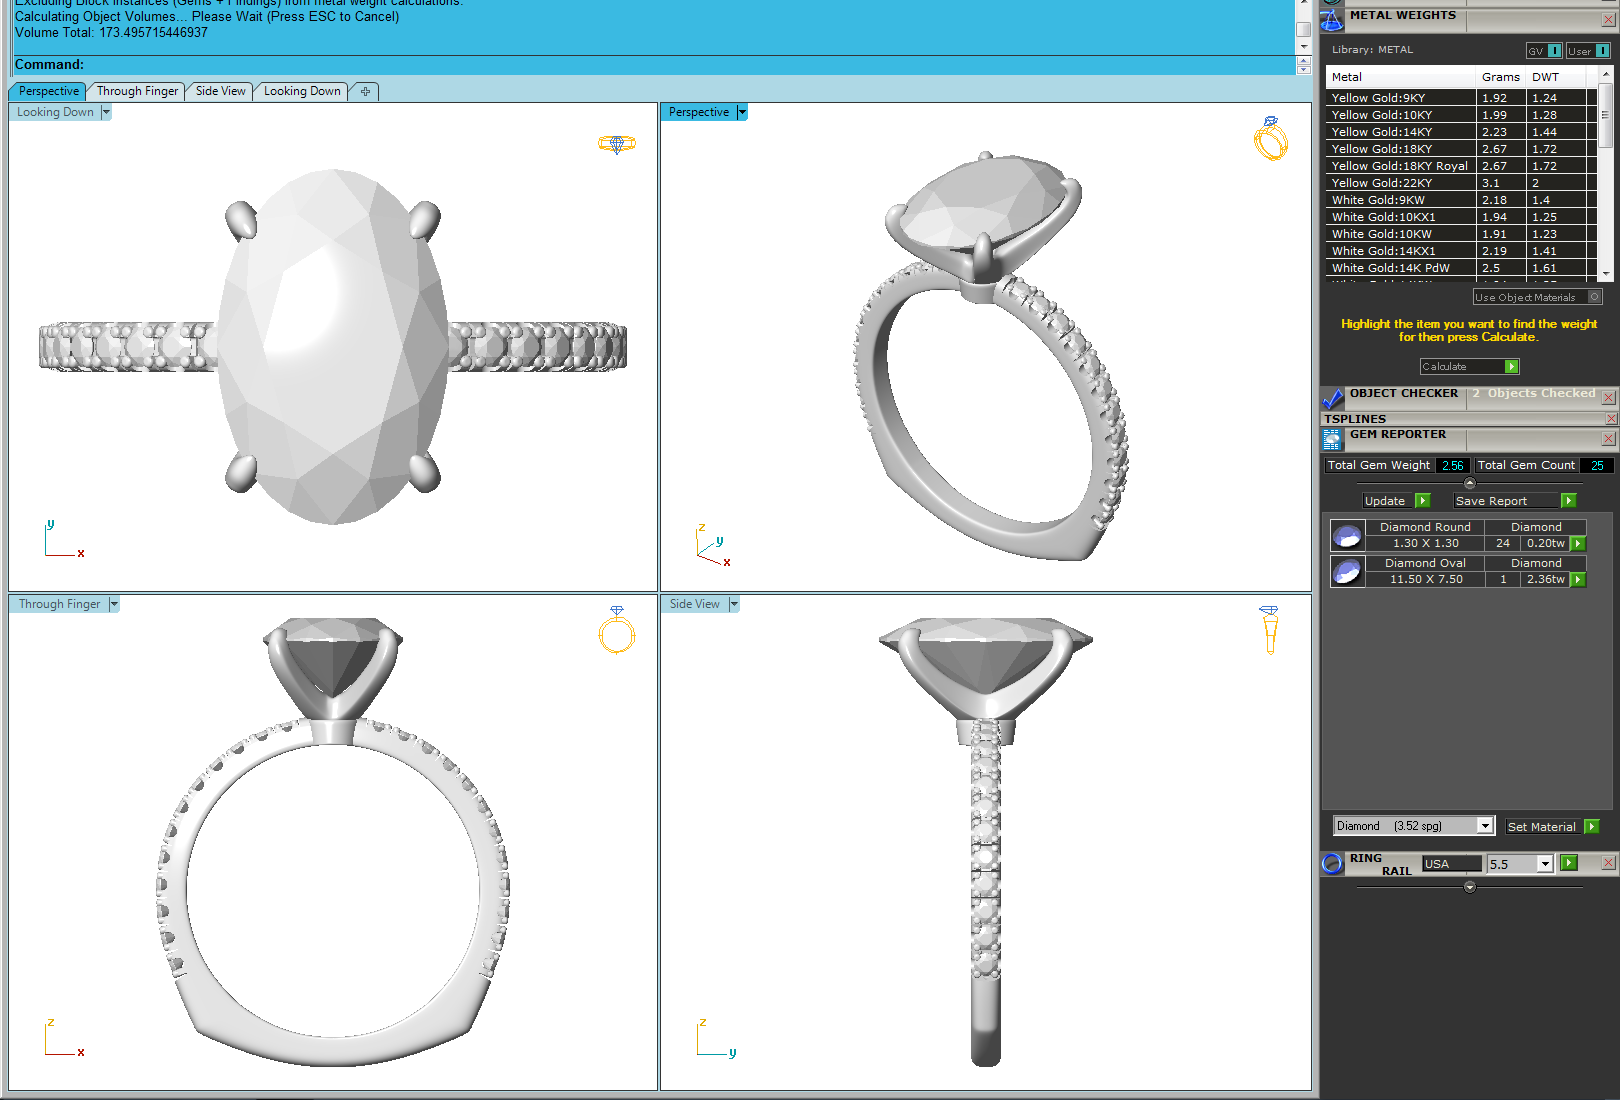 Excluding Block Instances (Gems + Findings) from metal weight calculations.
Calculating Object Volumes... Please Wait (Press ESC to Cancel)
Volume Total: 173.495715446937
Command:
Perspective
Through Finger
Side View
Looking Down
Looking Down
Perspective
y
x
z
y
x
Through Finger
Side View
z
x
z
y
METAL WEIGHTS
Library: METAL
GV I User I
Metal Grams DWT
Yellow Gold:9KY 1.92 1.24
Yellow Gold:10KY 1.99 1.28
Yellow Gold:14KY 2.23 1.44
Yellow Gold:18KY 2.67 1.72
Yellow Gold:18KY Royal 2.67 1.72
Yellow Gold:22KY 3.1 2
White Gold:9KW 2.18 1.4
White Gold:10KX1 1.94 1.25
White Gold:10KW 1.91 1.23
White Gold:14KX1 2.19 1.41
White Gold:14K PdW 2.5 1.61
Use Object Materials
Highlight the item you want to find the weight
for then press Calculate.
Calculate
OBJECT CHECKER 2 Objects Checked
TSPLINES
GEM REPORTER
Total Gem Weight 2.56 Total Gem Count 25
Update Save Report
Diamond Round Diamond
1.30 X 1.30 24 0.20tw
Diamond Oval Diamond
11.50 X 7.50 1 2.36tw
Diamond (3.52 spg) Set Material
RING RAIL USA 5.5